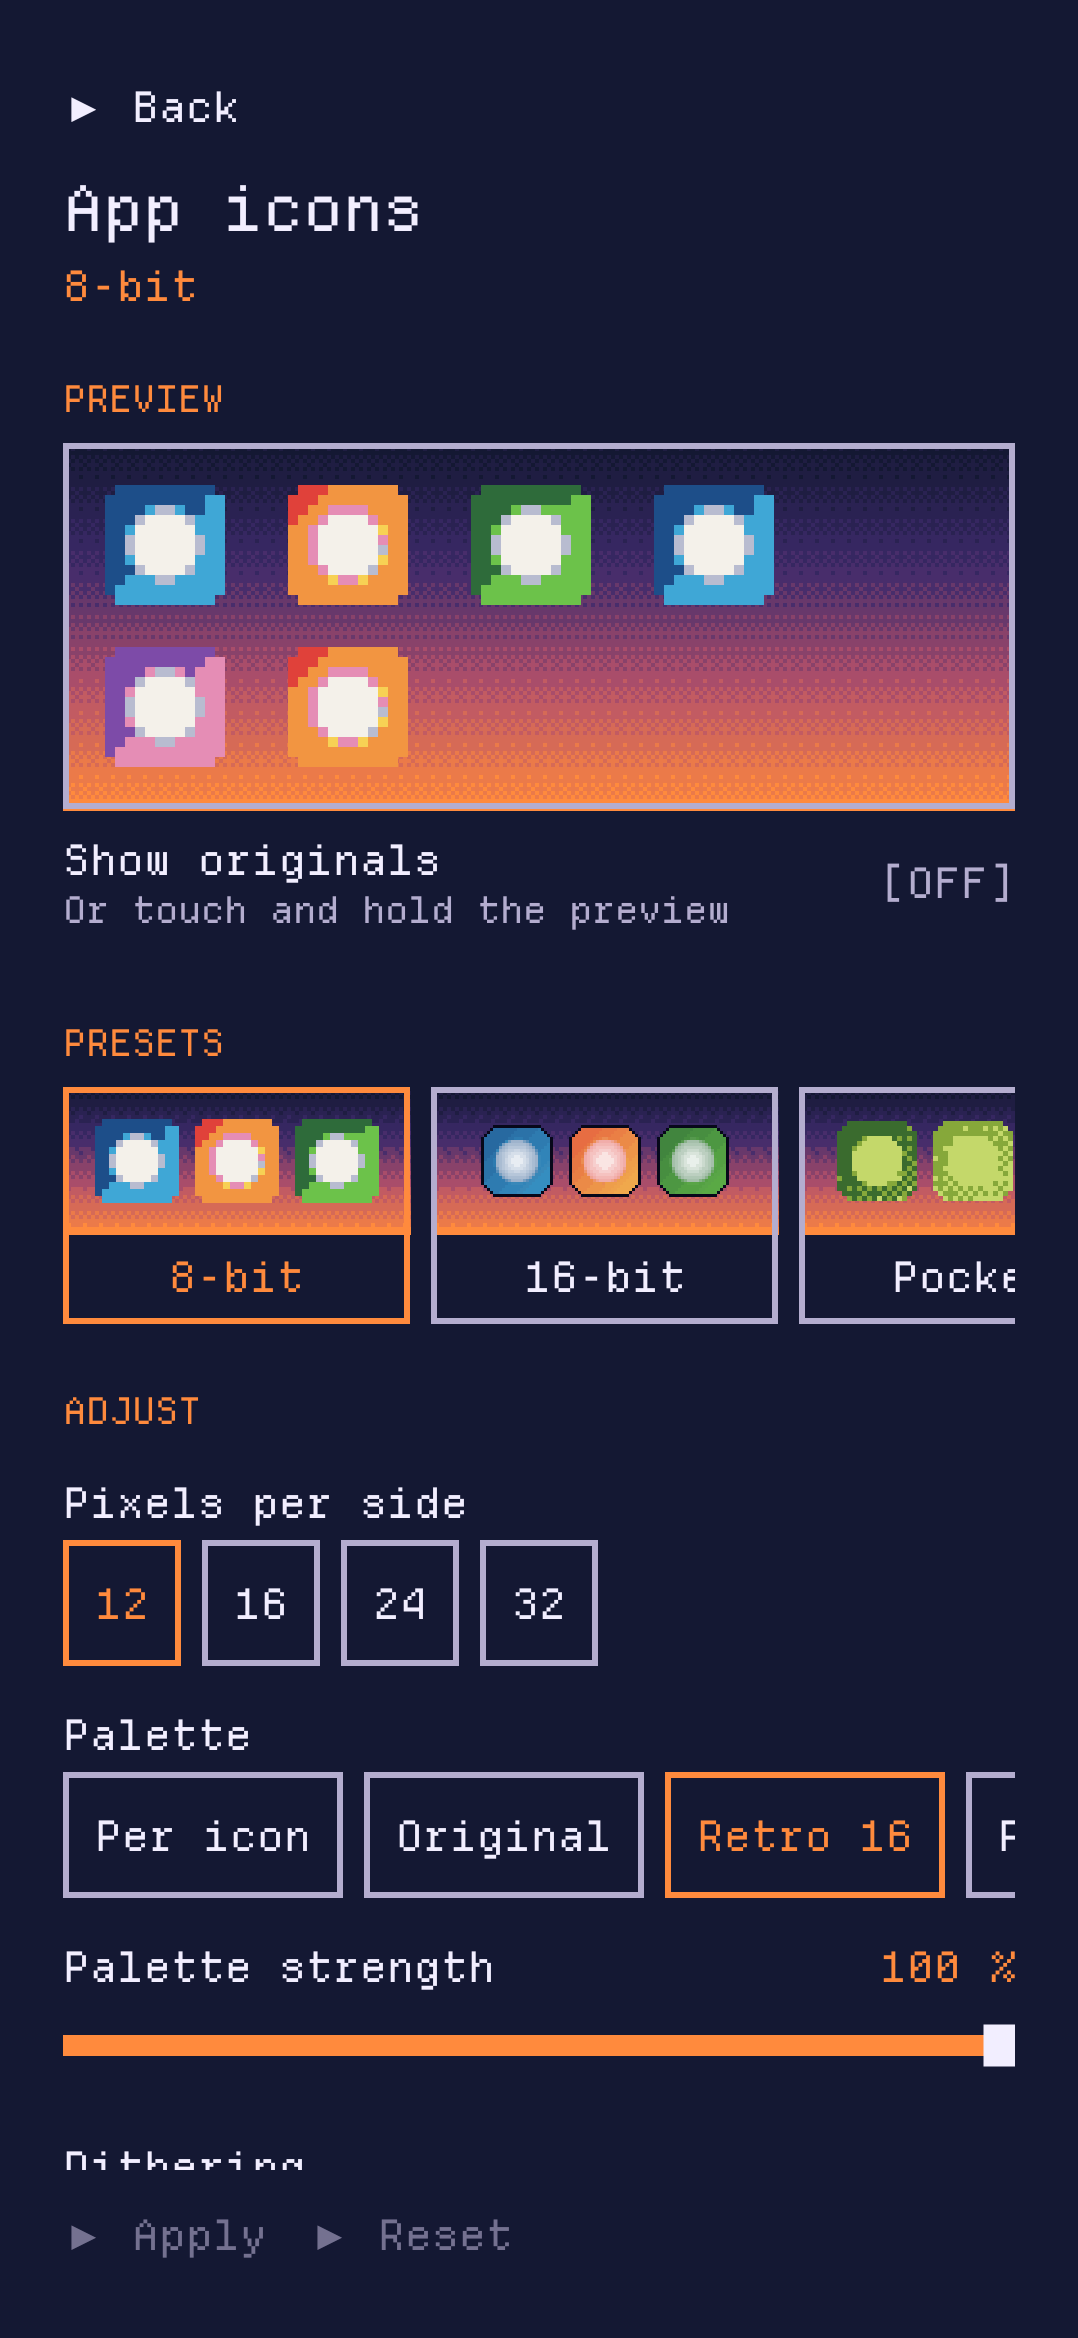 ▶ Back
App icons
8-bit
PREVIEW
Show originals
[OFF]
Or touch and hold the preview
PRESETS
8-bit
16-bit
Pocke
ADJUST
Pixels per side
12 16 24 32
Palette
Per icon
Original
Retro 16
Palette strength
100 %
Dithering
▶ Apply ▶ Reset